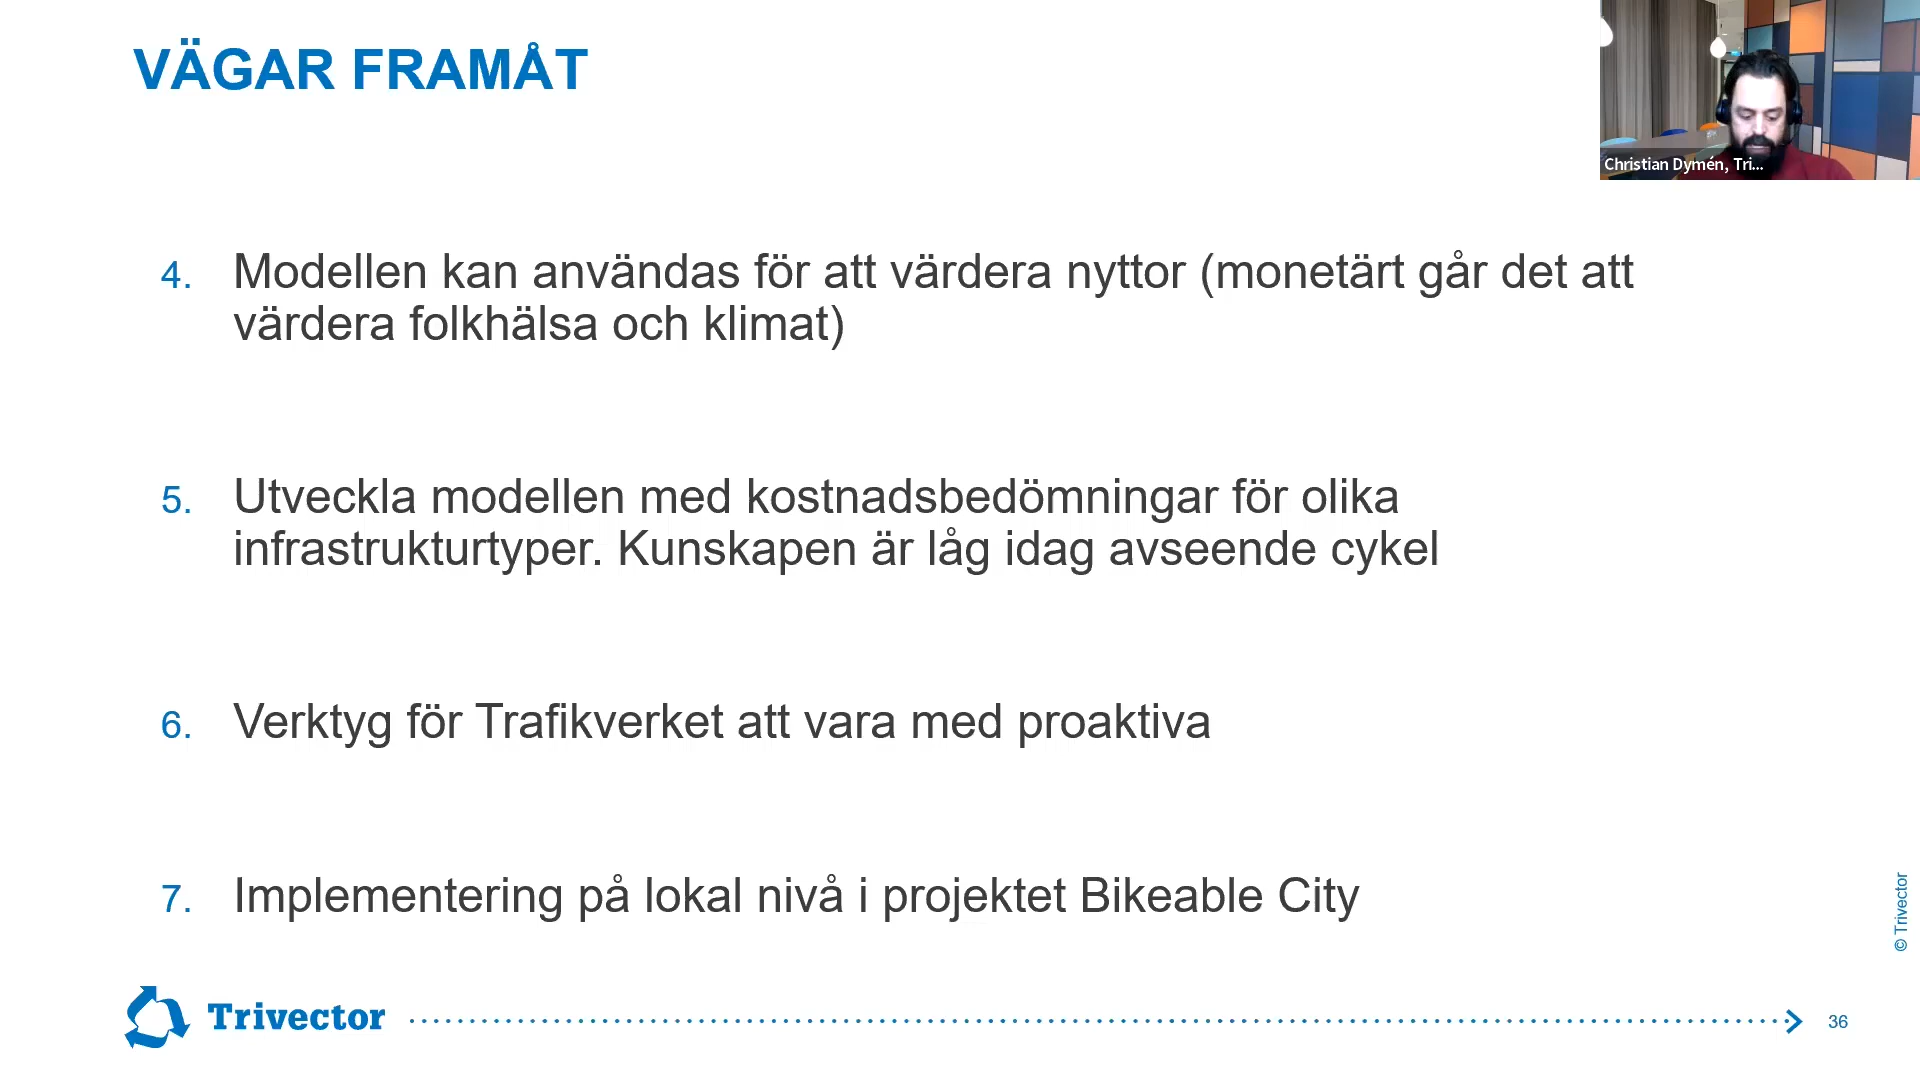 VÄGAR FRAMÅT
Christian Dymén, Tri...
4. Modellen kan användas för att värdera nyttor (monetärt går det att
värdera folkhälsa och klimat)
5. Utveckla modellen med kostnadsbedömningar för olika
infrastrukturtyper. Kunskapen är låg idag avseende cykel
6. Verktyg för Trafikverket att vara med proaktiva
7. Implementering på lokal nivå i projektet Bikeable City
© Trivector
Trivector
36